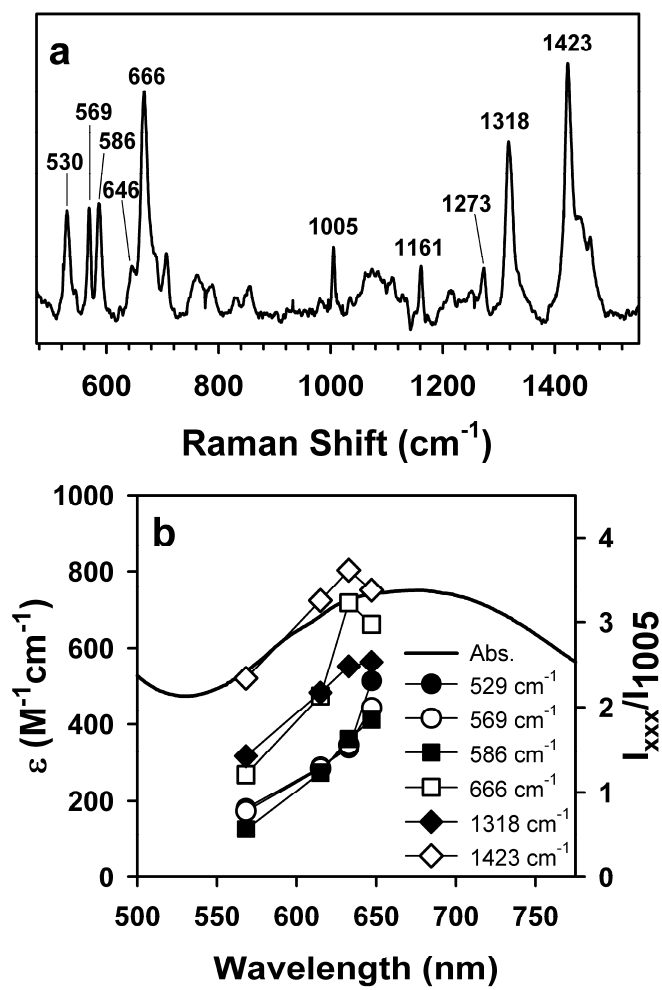 a
666
1423
569
586
530
646
1318
1273
1005
1161
600 800 1000 1200 1400
Raman Shift (cm-1)
b
1000
800
600
400
200
0
ε (M-1cm-1)
4
3
2
1
0
Ixxx/I1005
Abs.
529 cm-1
569 cm-1
586 cm-1
666 cm-1
1318 cm-1
1423 cm-1
500 550 600 650 700 750
Wavelength (nm)